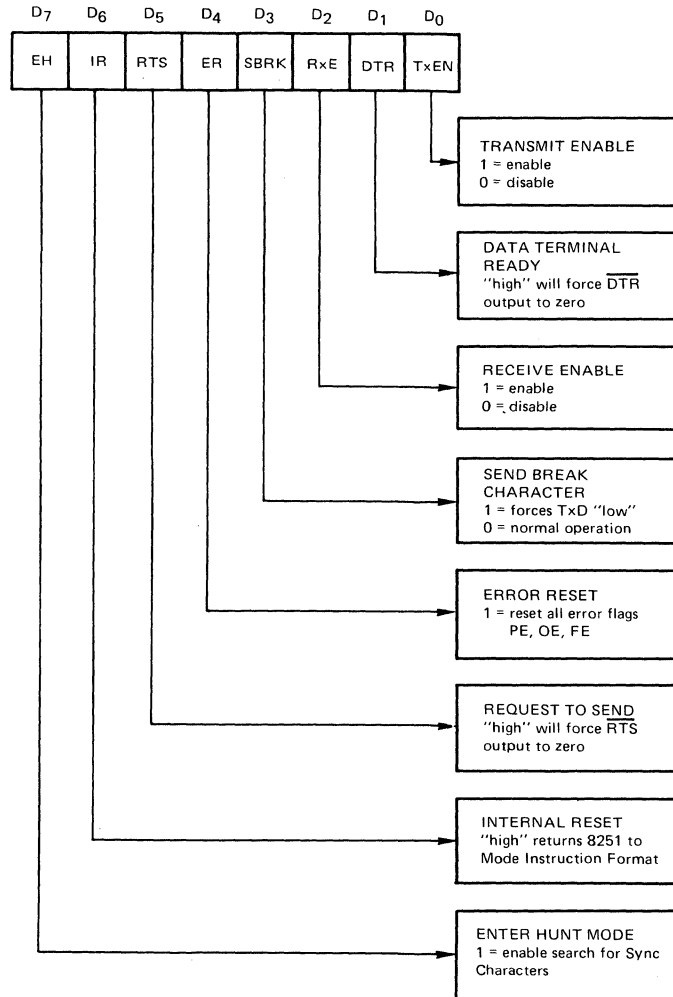 D7 D6 D5 D4 D3 D2 D1 D0
EH IR RTS ER SBRK RxE DTR TxEN
TRANSMIT ENABLE
1 = enable
0 = disable
DATA TERMINAL
READY
"high" will force DTR
output to zero
RECEIVE ENABLE
1 = enable
0 = disable
SEND BREAK
CHARACTER
1 = forces TxD "low"
0 = normal operation
ERROR RESET
1 = reset all error flags
PE, OE, FE
REQUEST TO SEND
"high" will force RTS
output to zero
INTERNAL RESET
"high" returns 8251 to
Mode Instruction Format
ENTER HUNT MODE
1 = enable search for Sync
Characters